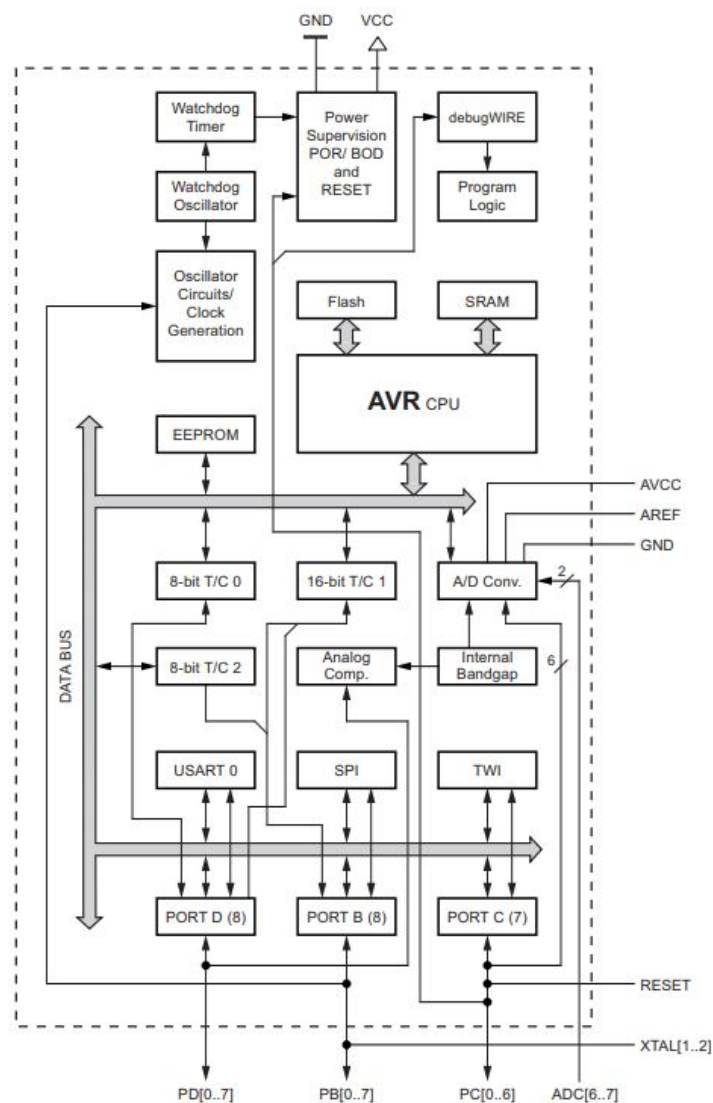 GND
VCC
Watchdog
Timer
Power
Supervision
POR/ BOD
and
RESET
debugWIRE
Watchdog
Oscillator
Program
Logic
Oscillator
Circuits/
Clock
Generation
Flash
SRAM
AVR CPU
EEPROM
AVCC
AREF
GND
8-bit T/C 0
16-bit T/C 1
A/D Conv.
2
8-bit T/C 2
Analog
Comp.
Internal
Bandgap
6
DATA BUS
USART 0
SPI
TWI
PORT D (8)
PORT B (8)
PORT C (7)
RESET
XTAL[1..2]
PD[0..7]
PB[0..7]
PC[0..6]
ADC[6..7]